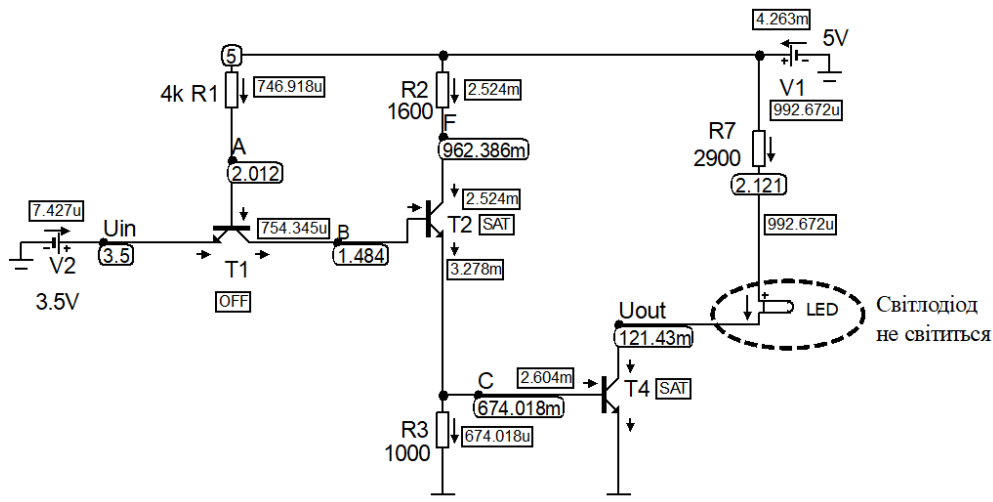 4.263m
5V
5
V1
4k R1
746.918u
R2
1600
2.524m
992.672u
F
R7
2900
A
962.386m
2.012
2.121
7.427u
Uin
2.524m
754.345u
B
T2
SAT
992.672u
3.5
V2
T1
1.484
3.278m
3.5V
OFF
LED
Світлодіод
не світиться
Uout
121.43m
C
2.604m
T4
SAT
674.018m
R3
1000
674.018u